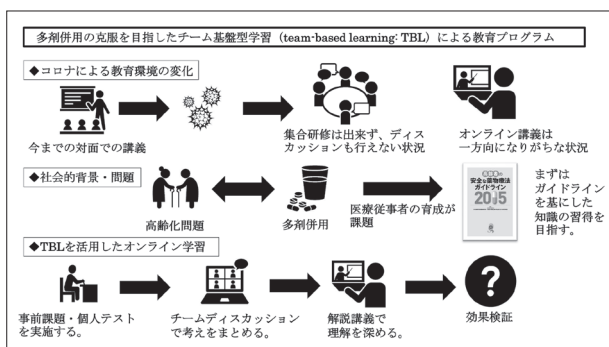 多剤併用の克服を目指したチーム基盤型学習（team-based learning: TBL）による教育プログラム
◆コロナによる教育環境の変化
今までの対面での講義
集合研修は出来ず、ディス
カッションも行えない状況
オンライン講義は
一方向になりがちな状況
◆社会的背景・問題
高齢化問題
多剤併用
医療従事者の育成が
課題
高齢者の
安全な薬物療法
ガイドライン
2015
まずは
ガイドライン
を基にした
知識の習得を
目指す。
◆TBLを活用したオンライン学習
事前課題・個人テスト
を実施する。
チームディスカッション
で考えをまとめる。
解説講義で
理解を深める。
?
効果検証